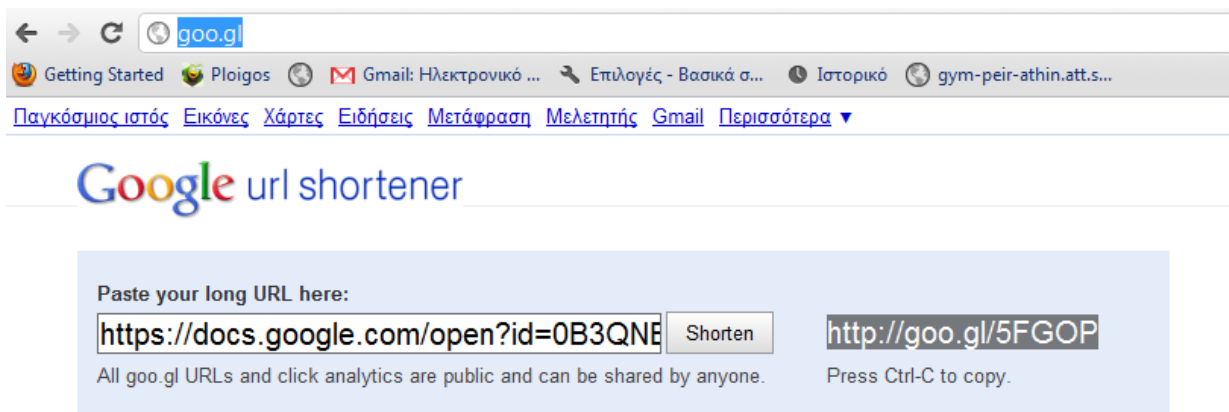 goo.gl
Getting Started Ploigos Gmail: Ηλεκτρονικό ... Επιλογές - Βασικά σ... Ιστορικό gym-peir-athin.att.s...
Παγκόσμιος ιστός Εικόνες Χάρτες Ειδήσεις Μετάφραση Μελετητής Gmail Περισσότερα ▼
Google url shortener
Paste your long URL here:
https://docs.google.com/open?id=0B3QNE Shorten http://goo.gl/5FGOP
All goo.gl URLs and click analytics are public and can be shared by anyone. Press Ctrl-C to copy.